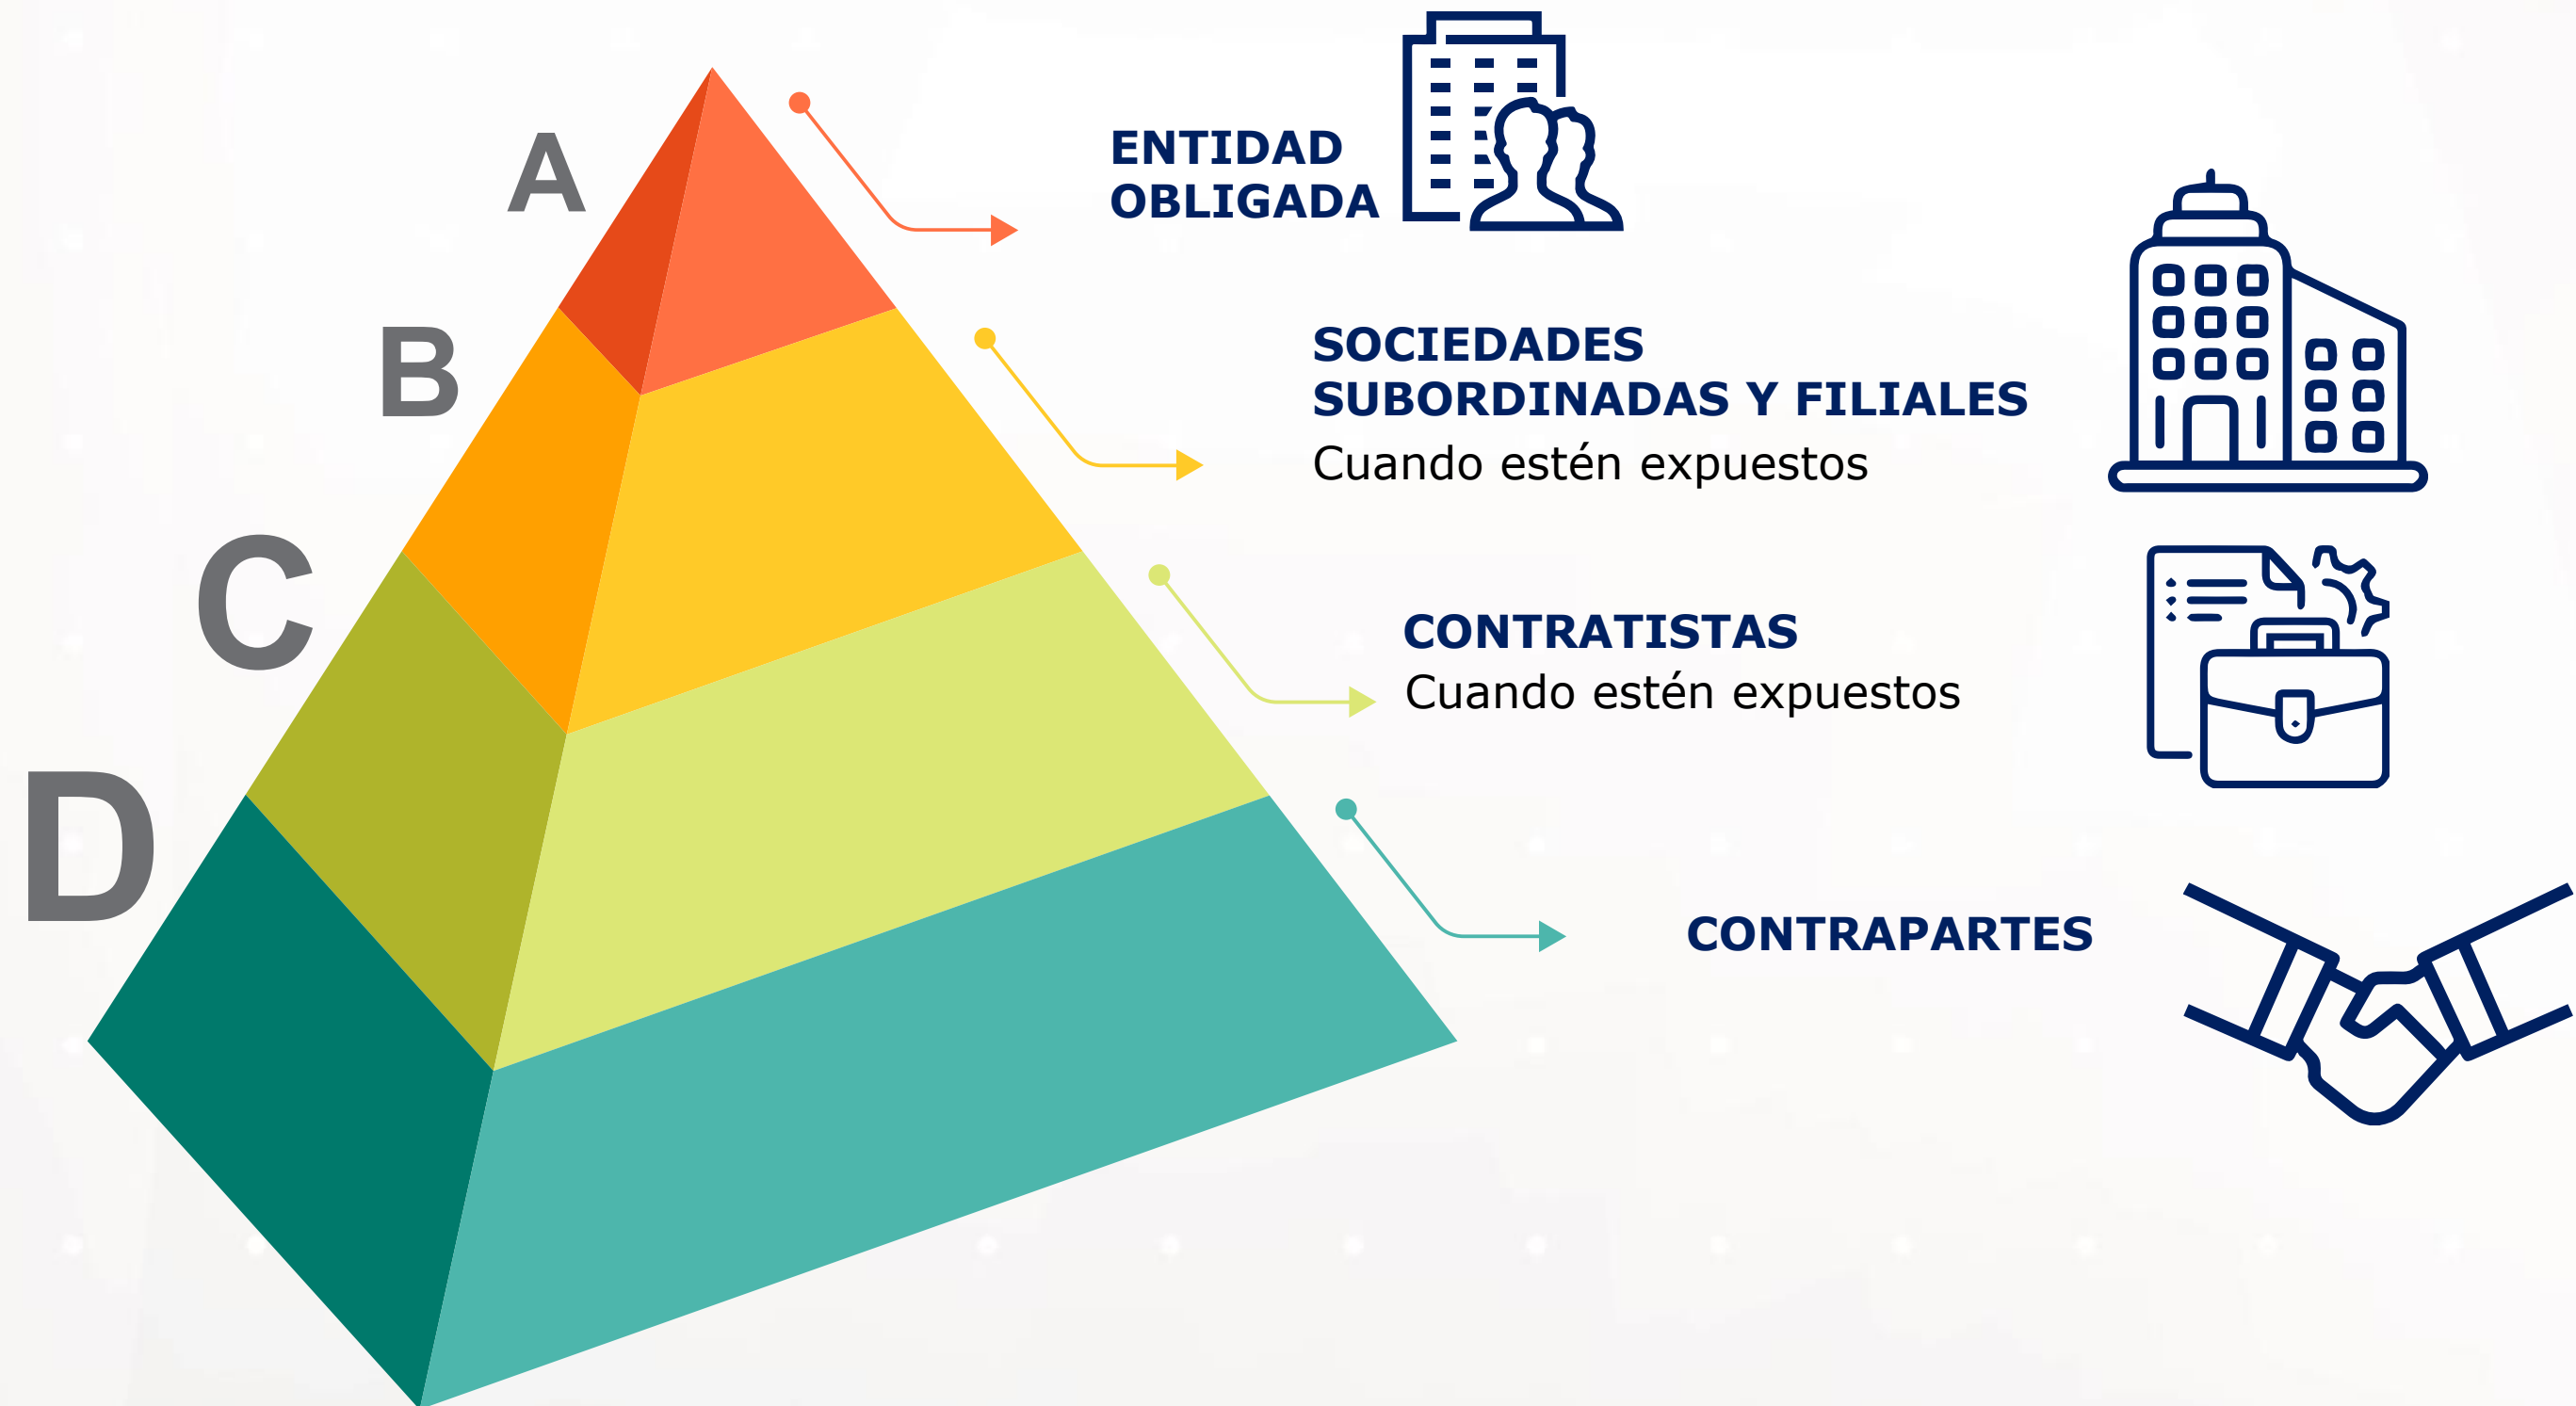 A
ENTIDAD
OBLIGADA
B
SOCIEDADES
SUBORDINADAS Y FILIALES
Cuando estén expuestos
C
CONTRATISTAS
Cuando estén expuestos
D
CONTRAPARTES